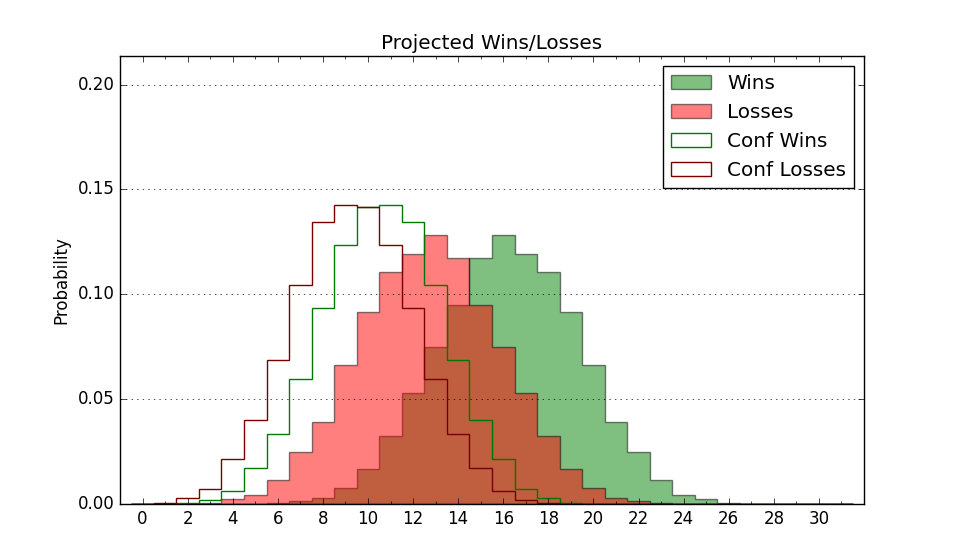 Projected Wins/Losses
Wins
Losses
Conf Wins
Conf Losses
Probability
0.20
0.15
0.10
0.05
0.00
0 2 4 6 8 10 12 14 16 18 20 22 24 26 28 30